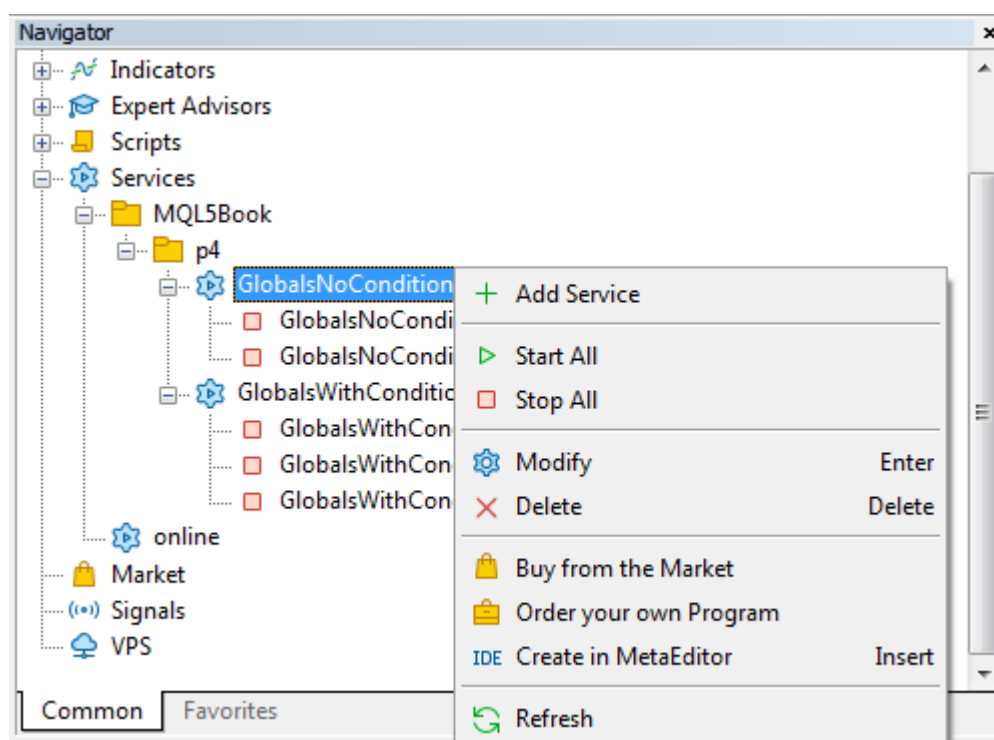 Navigator
Indicators
Expert Advisors
Scripts
Services
MQL5Book
p4
GlobalsNoCondition
GlobalsNoCondi
GlobalsNoCondi
GlobalsWithConditio
GlobalsWithCon
GlobalsWithCon
GlobalsWithCon
online
Market
Signals
VPS
Common Favorites
Add Service
Start All
Stop All
Modify Enter
Delete Delete
Buy from the Market
Order your own Program
IDE Create in MetaEditor Insert
Refresh